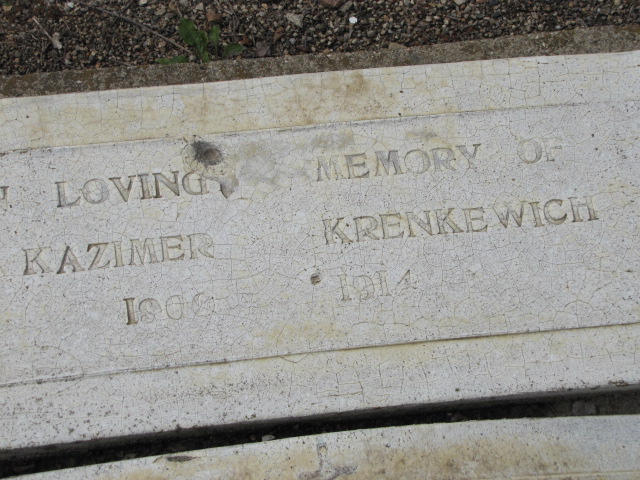 LOVING MEMORY OF
KAZIMER KRENKEWICH
1914